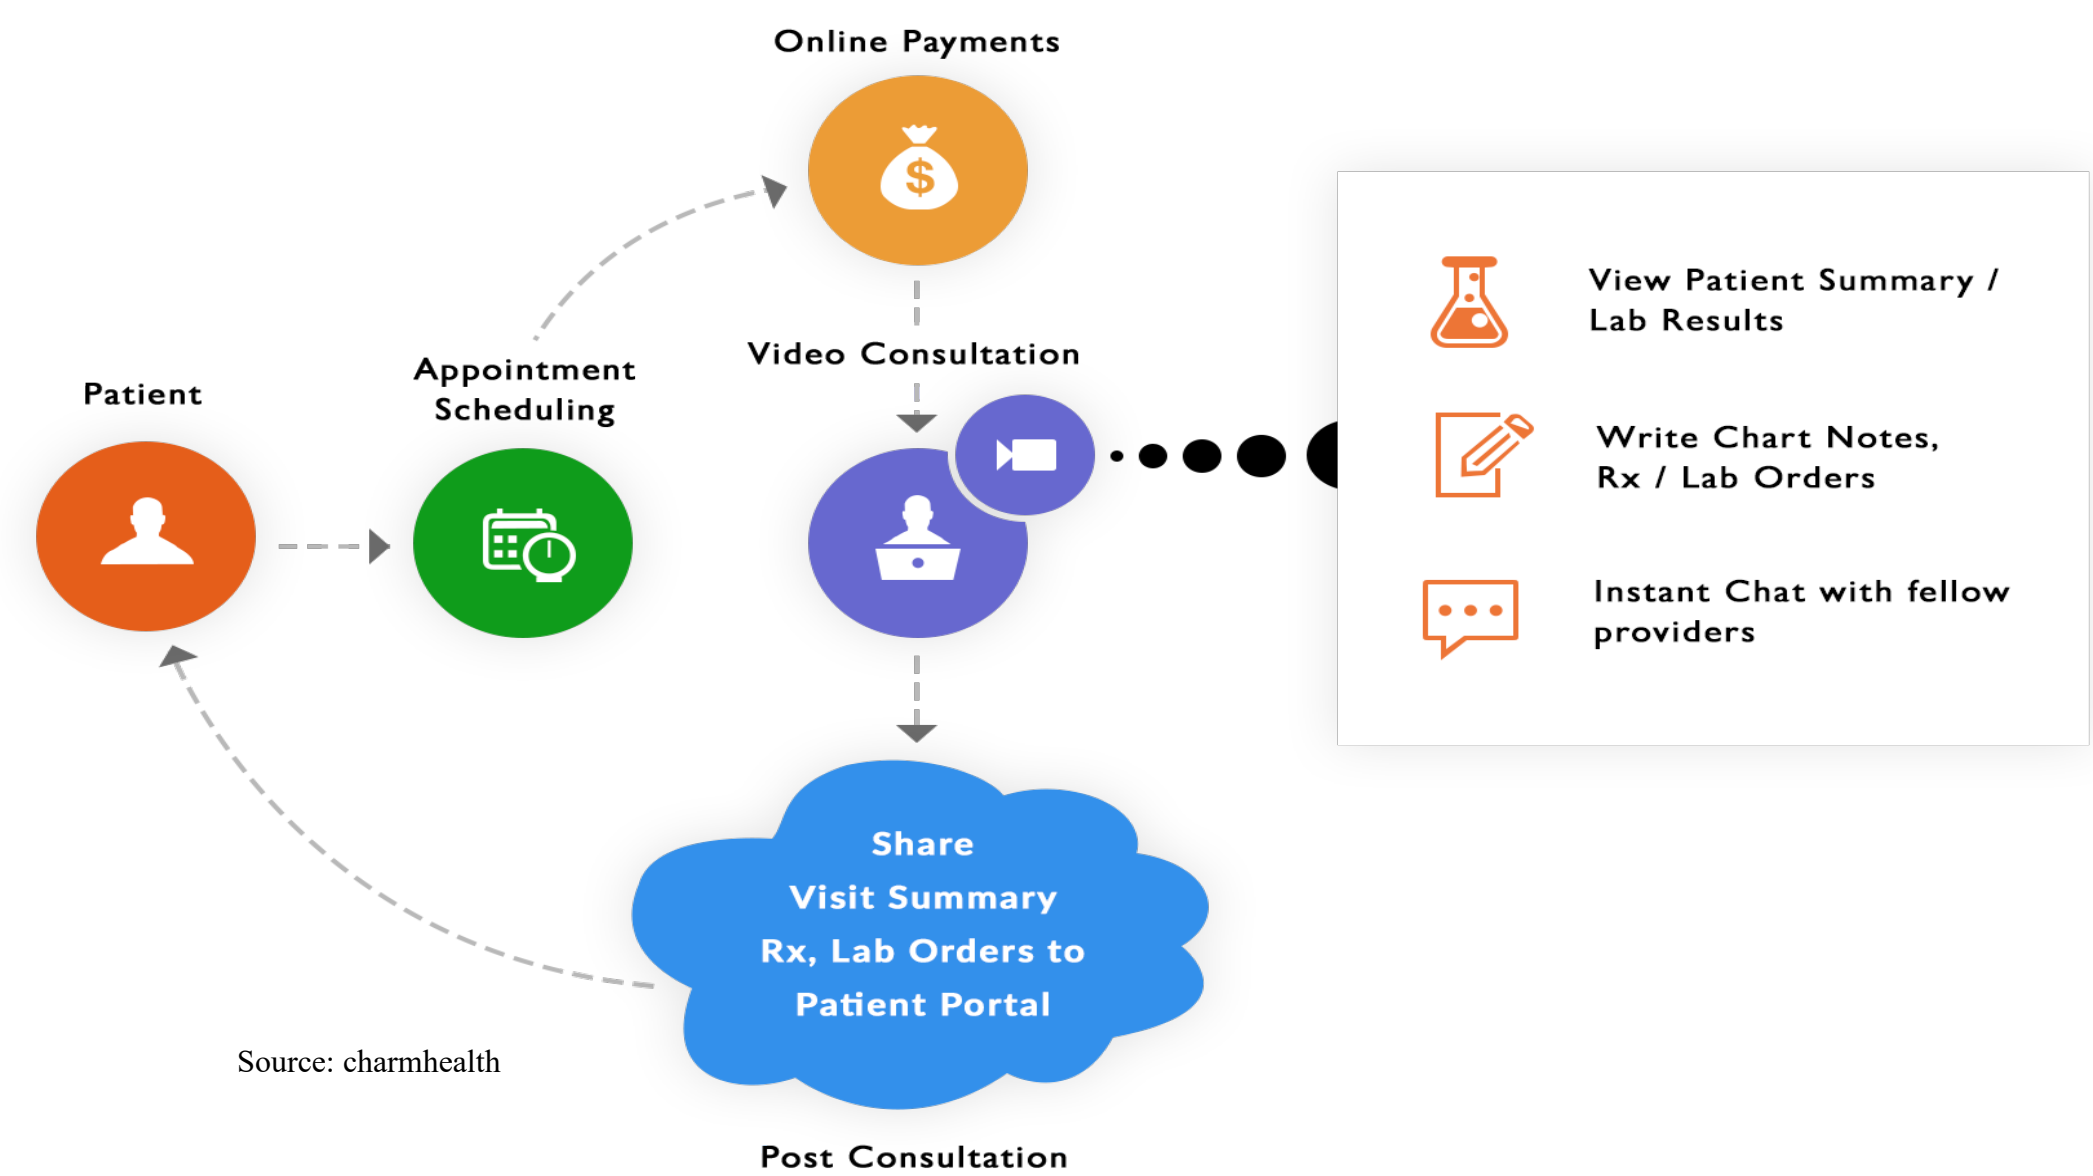 Online Payments
$
Video Consultation
Appointment
Scheduling
Patient
View Patient Summary /
Lab Results
Write Chart Notes,
Rx / Lab Orders
Instant Chat with fellow
providers
Share
Visit Summary
Rx, Lab Orders to
Patient Portal
Source: charmhealth
Post Consultation